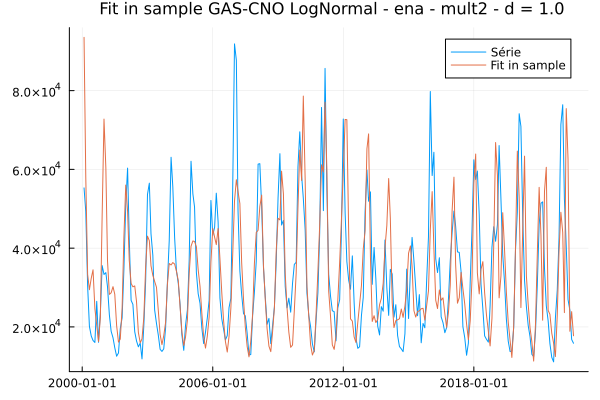 Fit in sample GAS-CNO LogNormal - ena - mult2 - d = 1.0
Série
Fit in sample
8.0×10⁴
6.0×10⁴
4.0×10⁴
2.0×10⁴
2000-01-01 2006-01-01 2012-01-01 2018-01-01